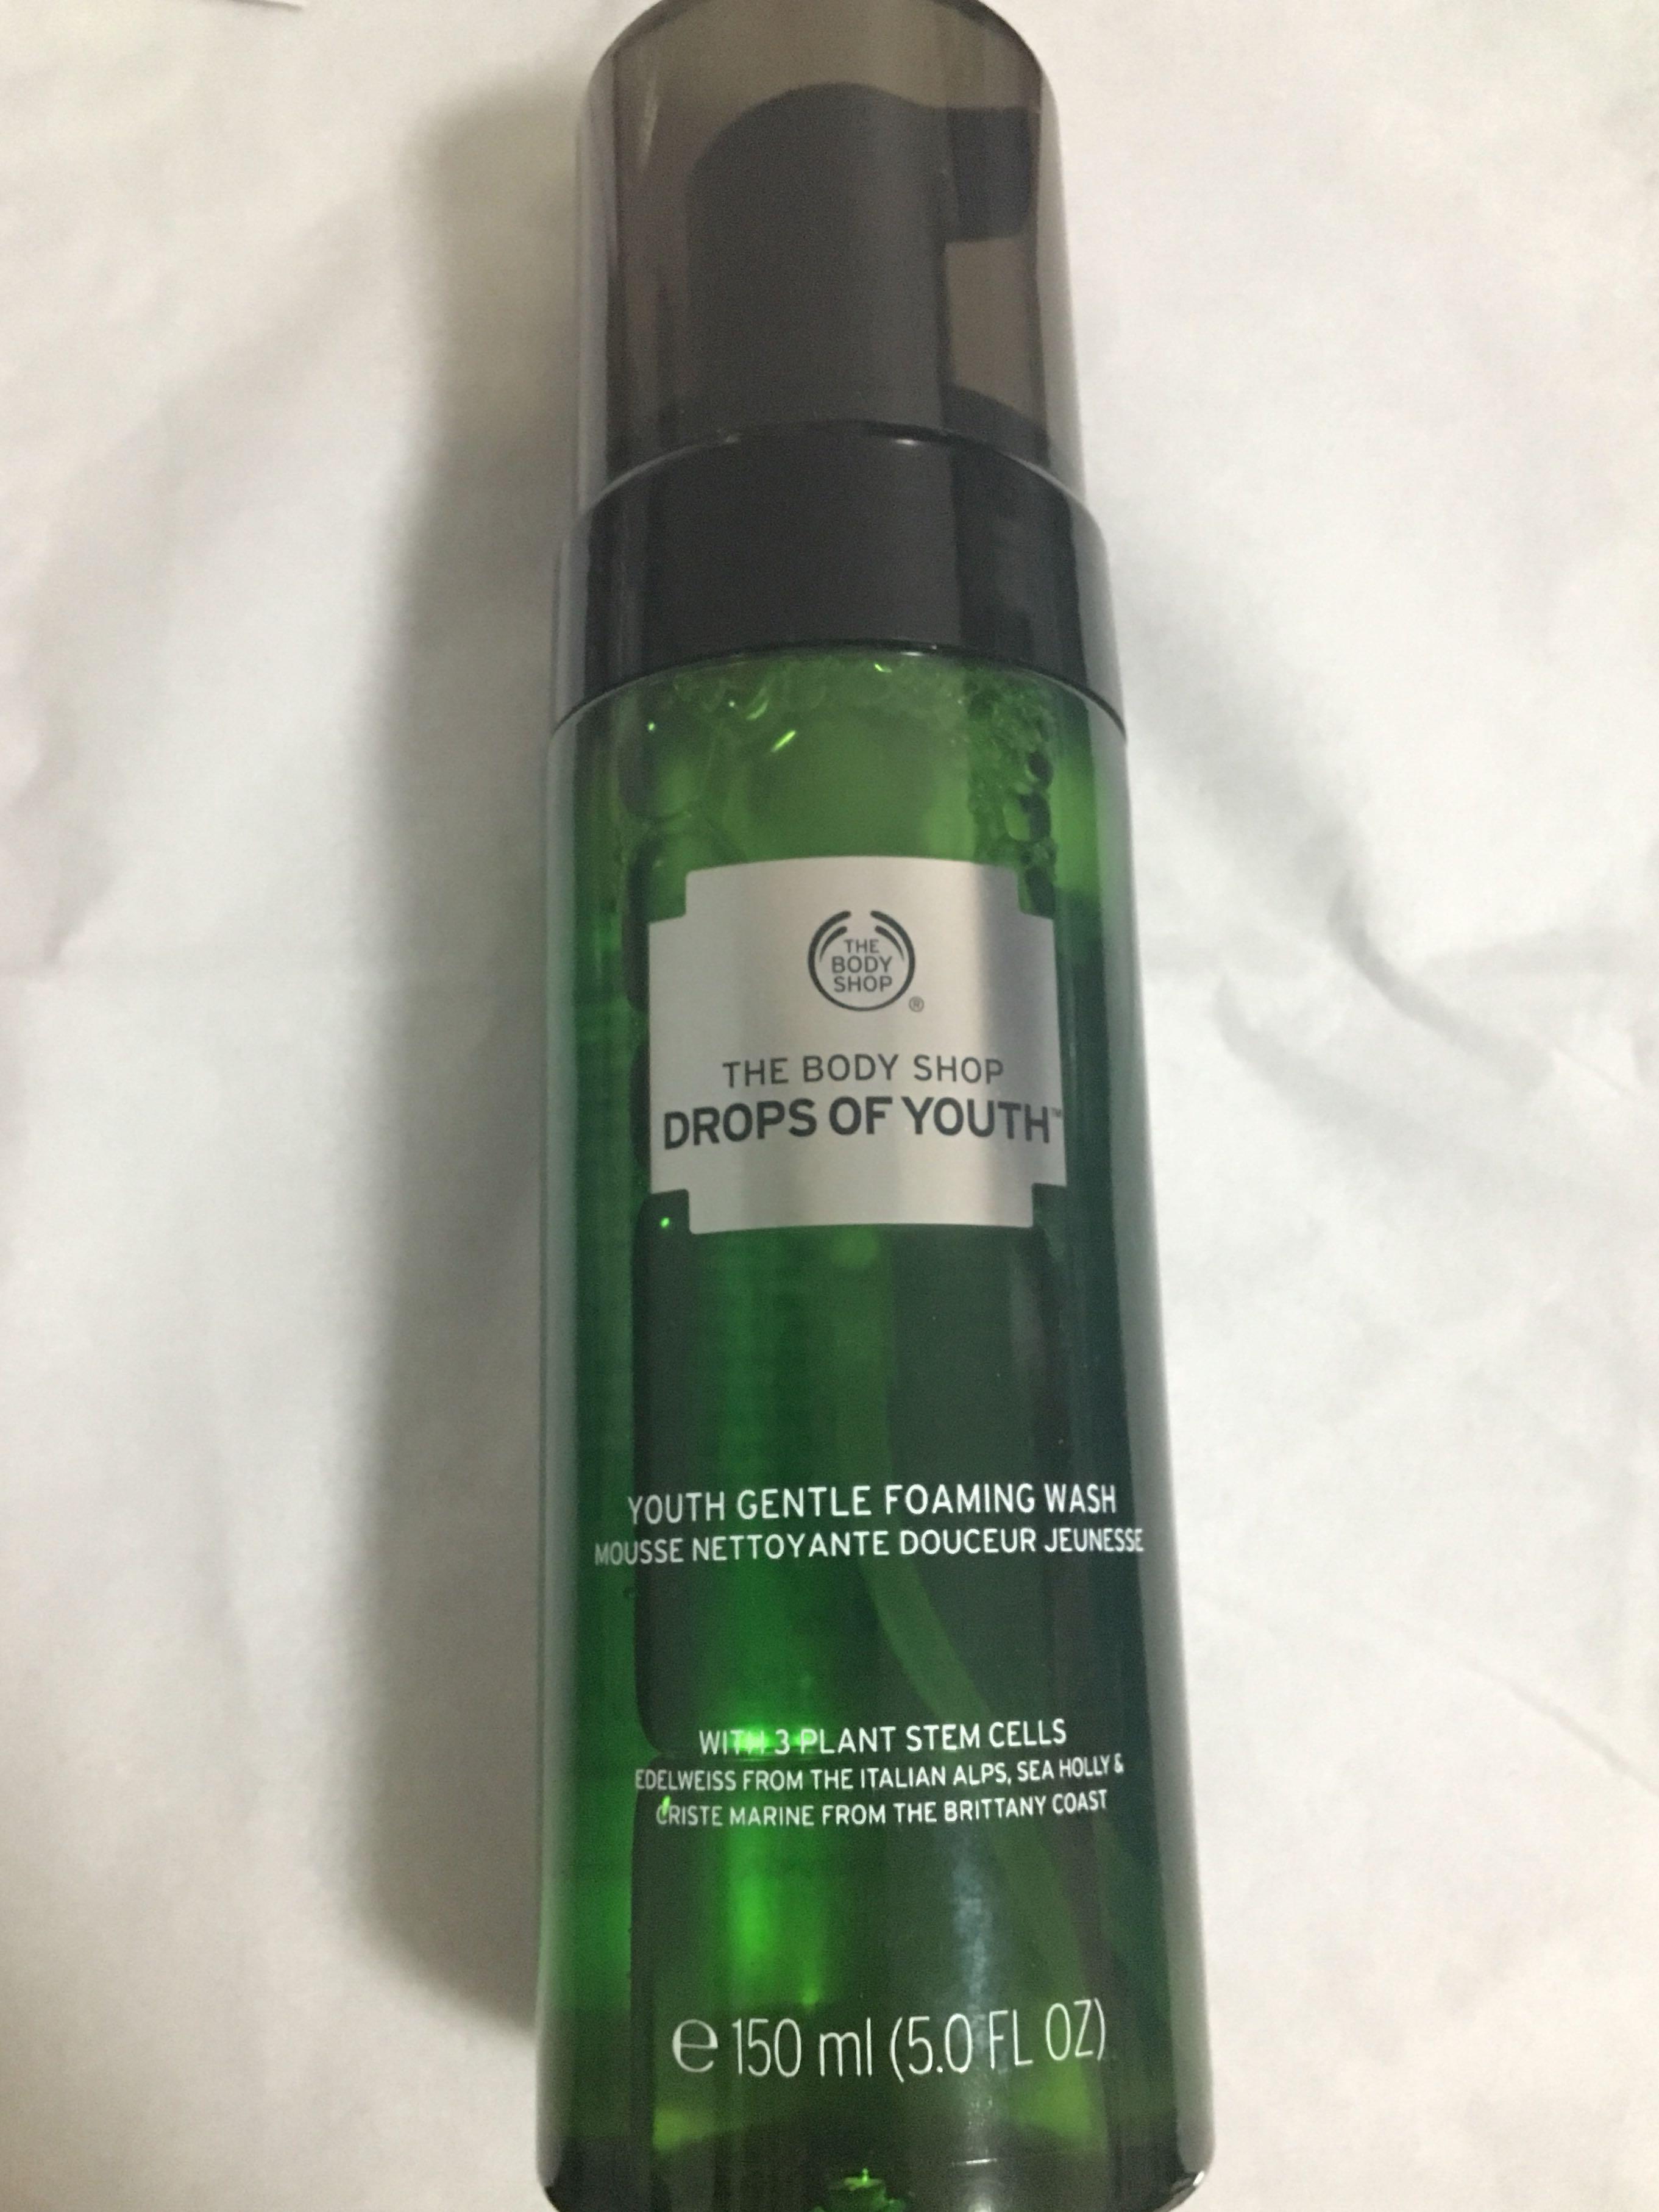 THE
BODY
SHOP
®
THE BODY SHOP
DROPS OF YOUTH™
YOUTH GENTLE FOAMING WASH
MOUSSE NETTOYANTE DOUCEUR JEUNESSE
WITH 3 PLANT STEM CELLS
EDELWEISS FROM THE ITALIAN ALPS, SEA HOLLY &
CRISTE MARINE FROM THE BRITTANY COAST
℮ 150 ml (5.0 FL OZ)